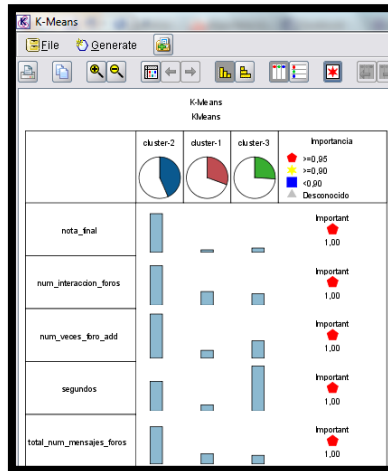 K-Means
File Generate
K-Means
KMeans
cluster-2 cluster-1 cluster-3 Importancia
>=0,95
>=0,90
<0,90
Desconocido
nota_final Important
1,00
num_interaccion_foros Important
1,00
num_veces_foro_add Important
1,00
segundos Important
1,00
total_num_mensajes_foros Important
1,00